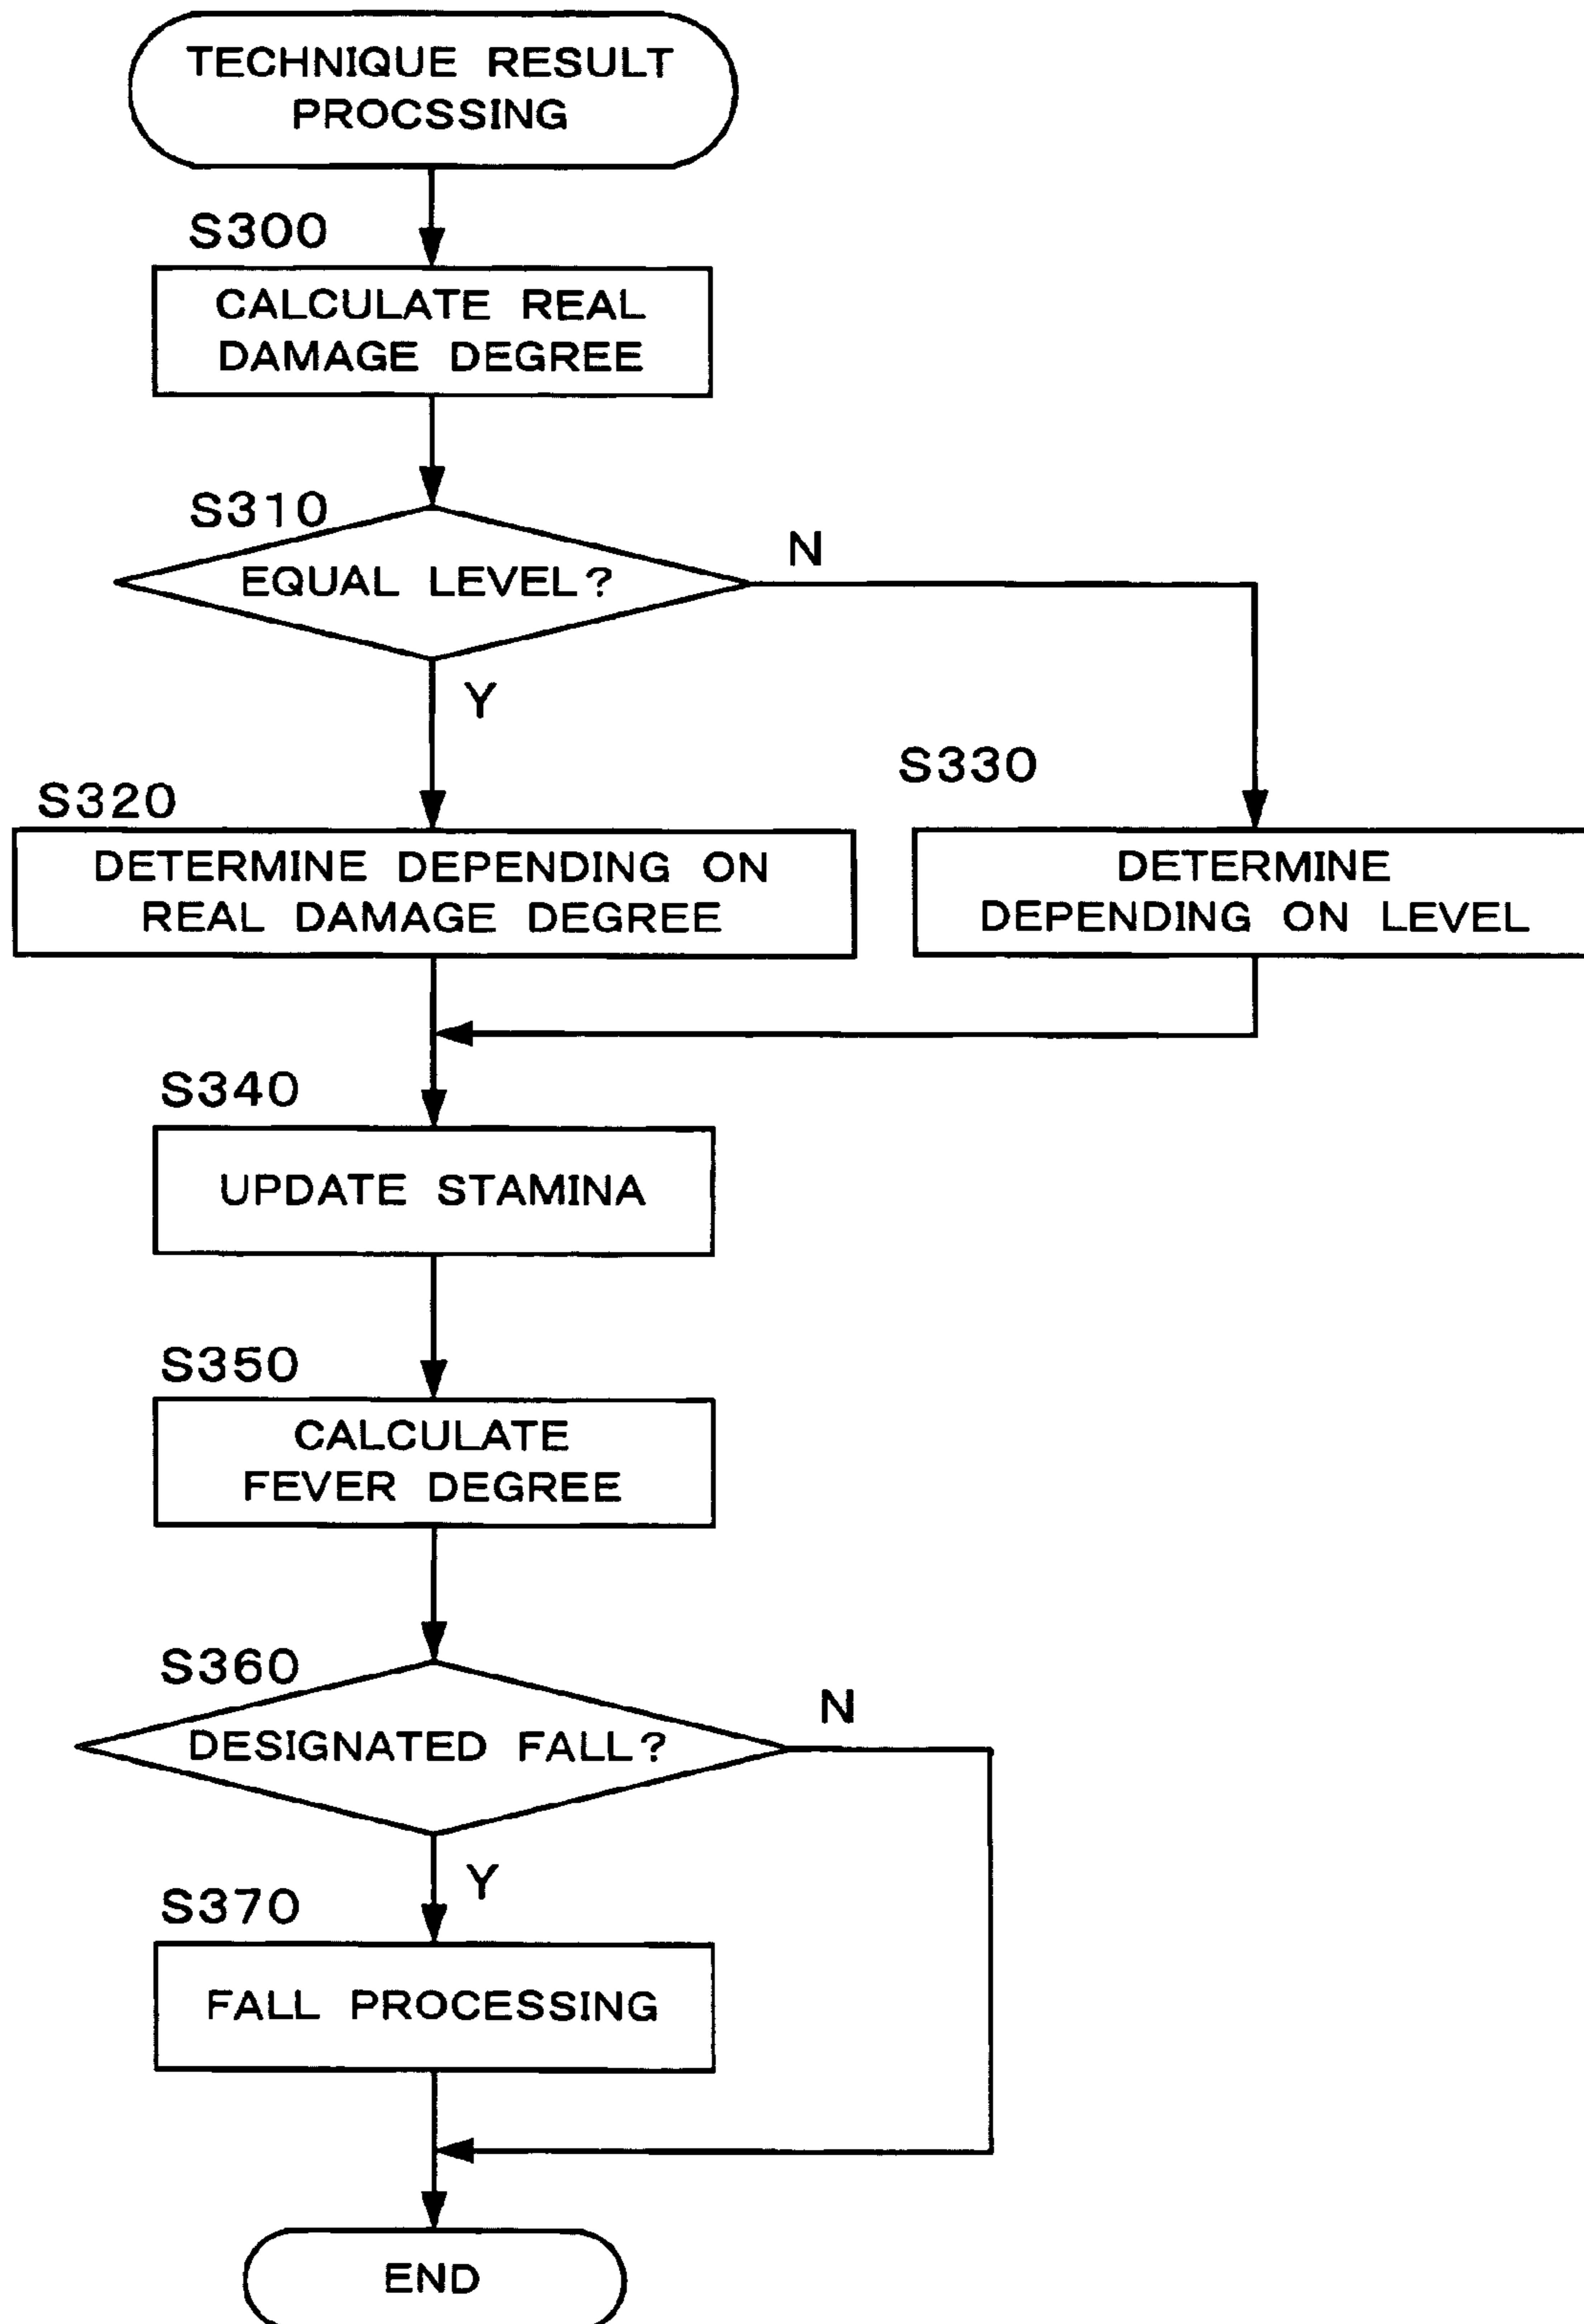 TECHNIQUE RESULT
PROCSSING
S300
CALCULATE REAL
DAMAGE DEGREE
S310
EQUAL LEVEL?
N
Y
S320
DETERMINE DEPENDING ON
REAL DAMAGE DEGREE
S330
DETERMINE
DEPENDING ON LEVEL
S340
UPDATE STAMINA
S350
CALCULATE
FEVER DEGREE
S360
DESIGNATED FALL?
N
Y
S370
FALL PROCESSING
END